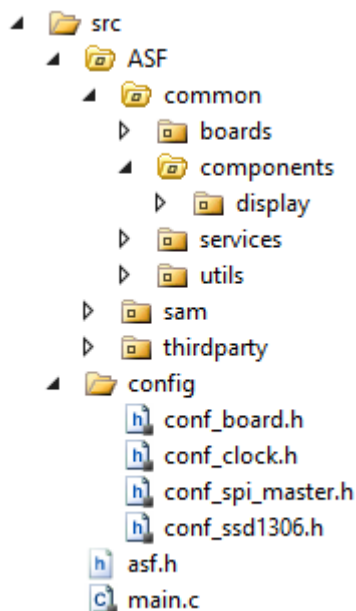 src
ASF
common
boards
components
display
services
utils
sam
thirdparty
config
conf_board.h
conf_clock.h
conf_spi_master.h
conf_ssd1306.h
asf.h
main.c